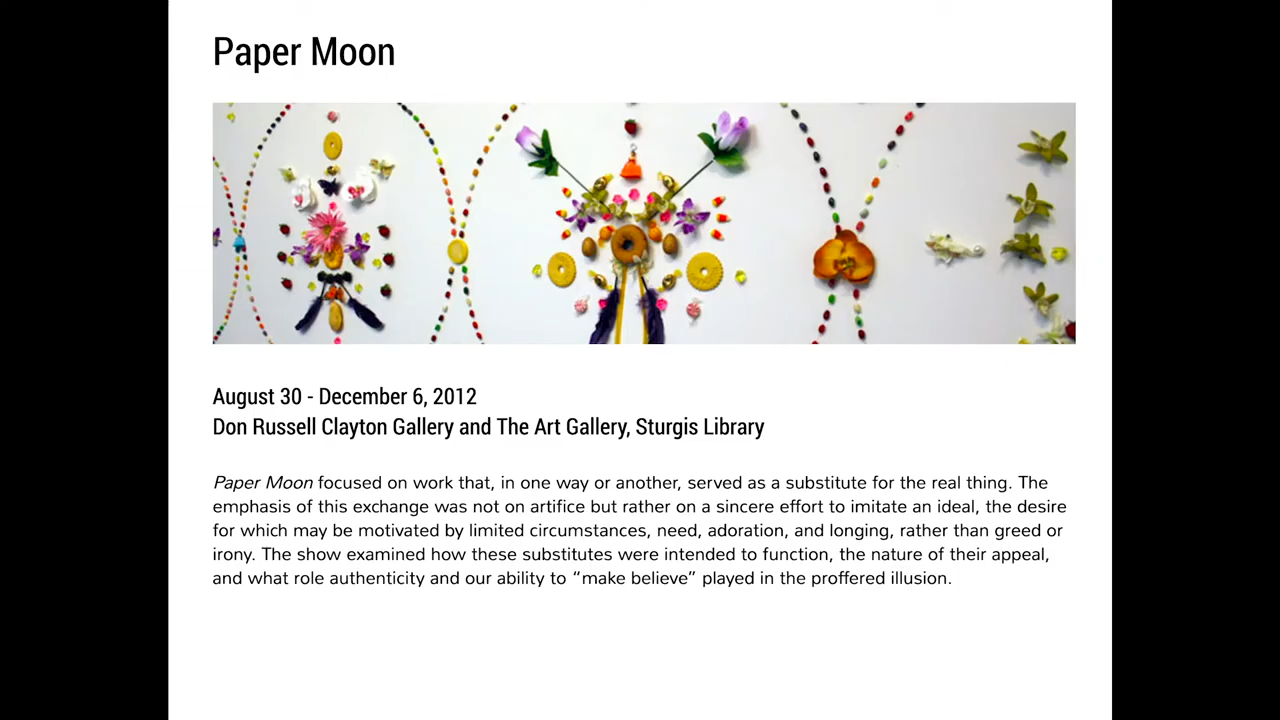 Paper Moon
August 30 - December 6, 2012
Don Russell Clayton Gallery and The Art Gallery, Sturgis Library
Paper Moon focused on work that, in one way or another, served as a substitute for the real thing. The
emphasis of this exchange was not on artifice but rather on a sincere effort to imitate an ideal, the desire
for which may be motivated by limited circumstances, need, adoration, and longing, rather than greed or
irony. The show examined how these substitutes were intended to function, the nature of their appeal,
and what role authenticity and our ability to “make believe” played in the proffered illusion.